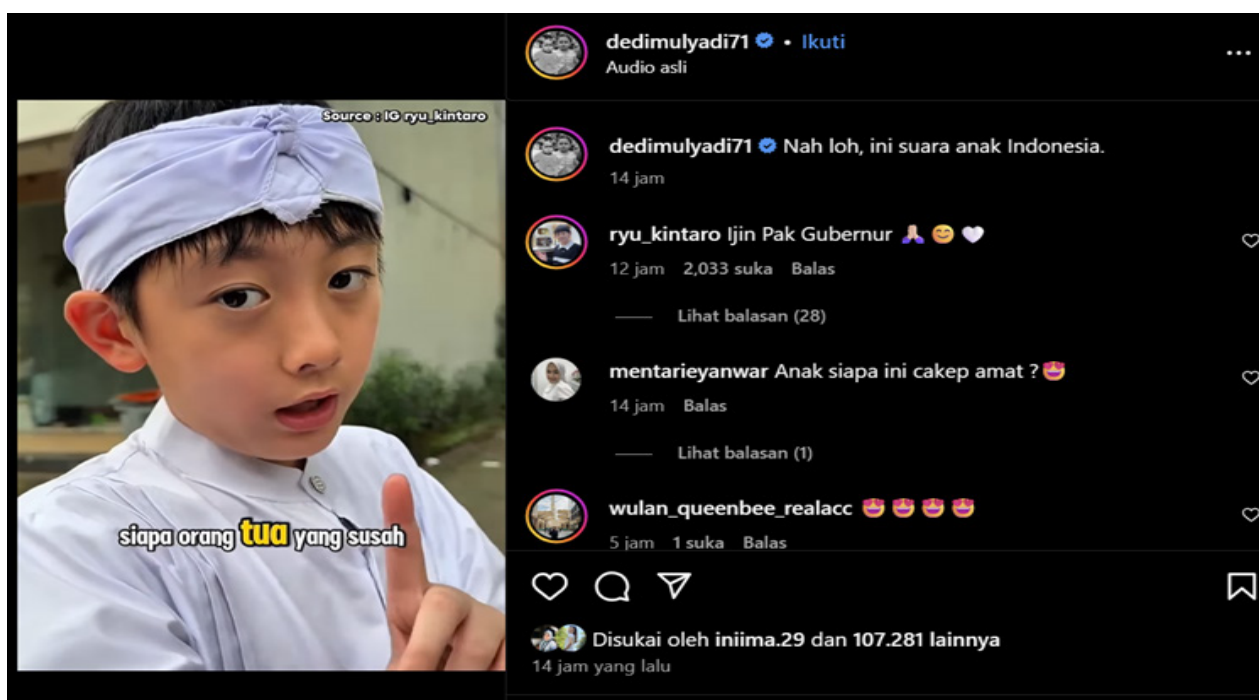 Source : IG ryu_kintaro
siapa orang tua yang susah
dedimulyadi71 • Ikuti
Audio asli
dedimulyadi71 Nah loh, ini suara anak Indonesia.
14 jam
ryu_kintaro Ijin Pak Gubernur 🙏🏻 😊 🤍
12 jam 2,033 suka Balas
Lihat balasan (28)
mentarieyanwar Anak siapa ini cakep amat ?🤩
14 jam Balas
Lihat balasan (1)
wulan_queenbee_realacc 🤩 🤩 🤩 🤩
5 jam 1 suka Balas
Disukai oleh iniima.29 dan 107.281 lainnya
14 jam yang lalu